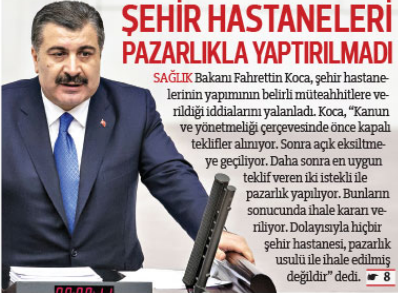 ŞEHİR HASTANELERİ
PAZARLIKLA YAPTIRILMADI
SAĞLIK Bakanı Fahrettin Koca, şehir hastane-
lerinin yapımının belirli müteahhitlere ve-
rildiği iddialarını yalanladı. Koca, “Kanun
ve yönetmeliği çerçevesinde önce kapalı
teklifler alınıyor. Sonra açık eksiltme-
ye geçiliyor. Daha sonra en uygun
teklif veren iki istekli ile
pazarlık yapılıyor. Bunların
sonucunda ihale kararı ve-
riliyor. Dolayısıyla hiçbir
şehir hastanesi, pazarlık
usulü ile ihale edilmiş
değildir” dedi. ☛ 8